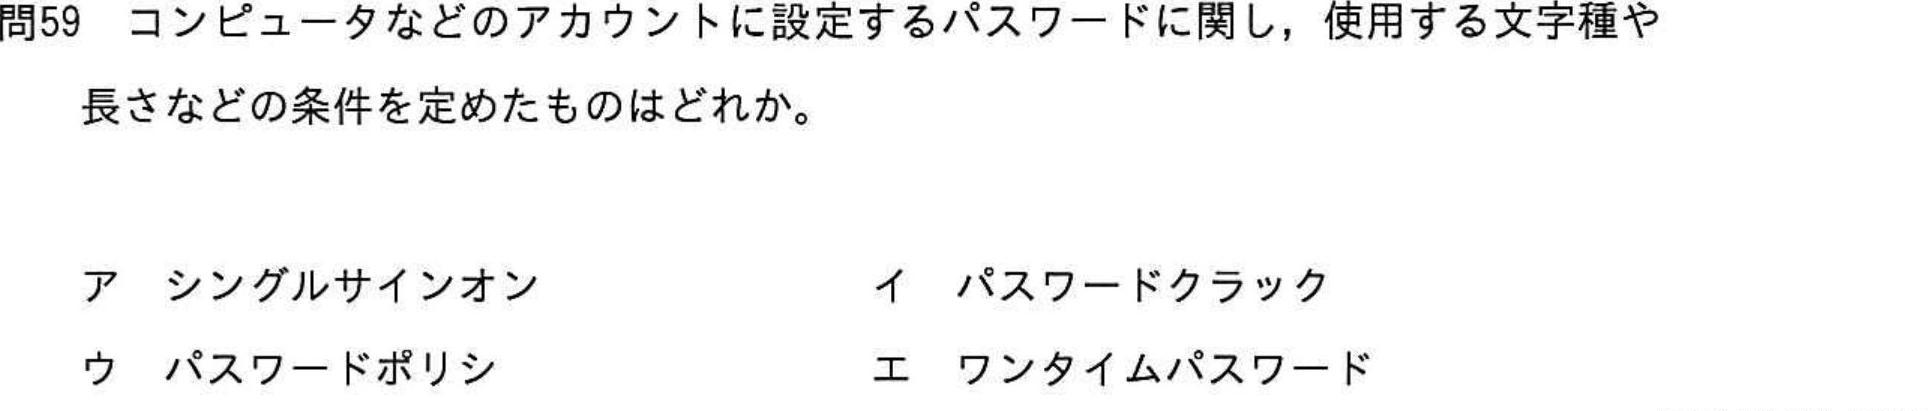 問59　コンピュータなどのアカウントに設定するパスワードに関し，使用する文字種や
長さなどの条件を定めたものはどれか。
ア　シングルサインオン　イ　パスワードクラック
ウ　パスワードポリシ　エ　ワンタイムパスワード